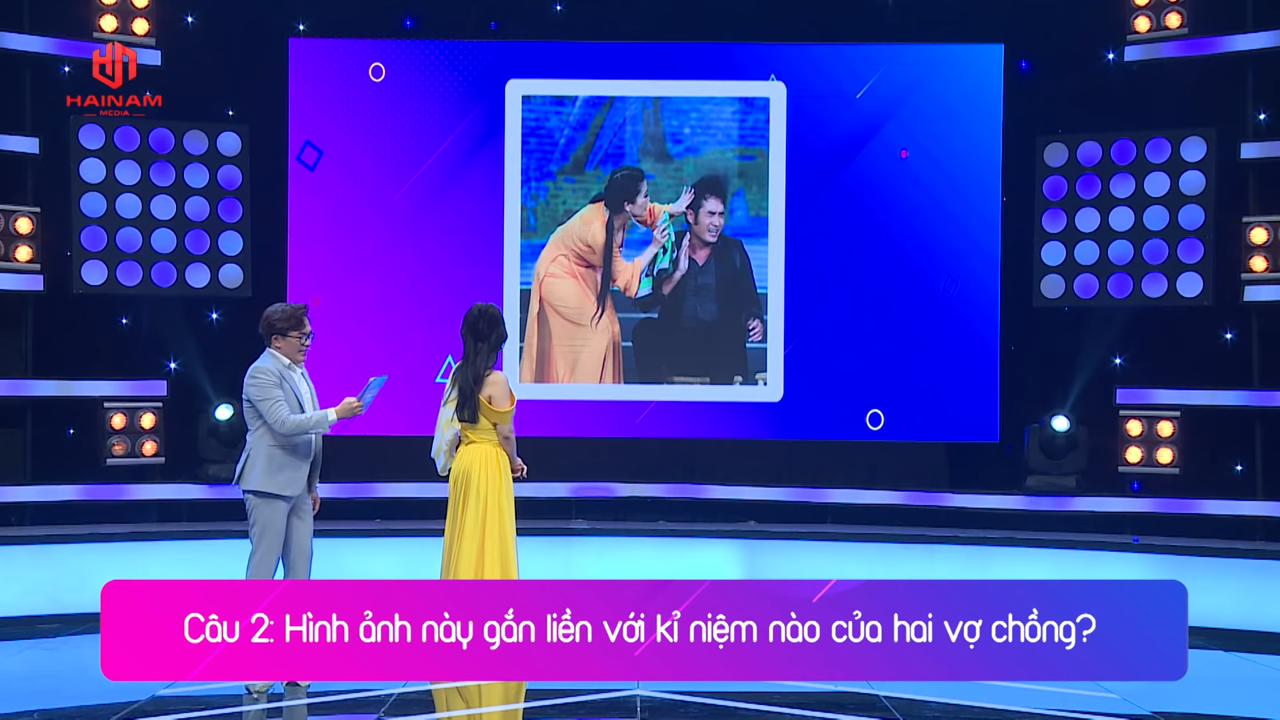 HAINAM
MEDIA
Câu 2: Hình ảnh này gắn liền với kỉ niệm nào của hai vợ chồng?